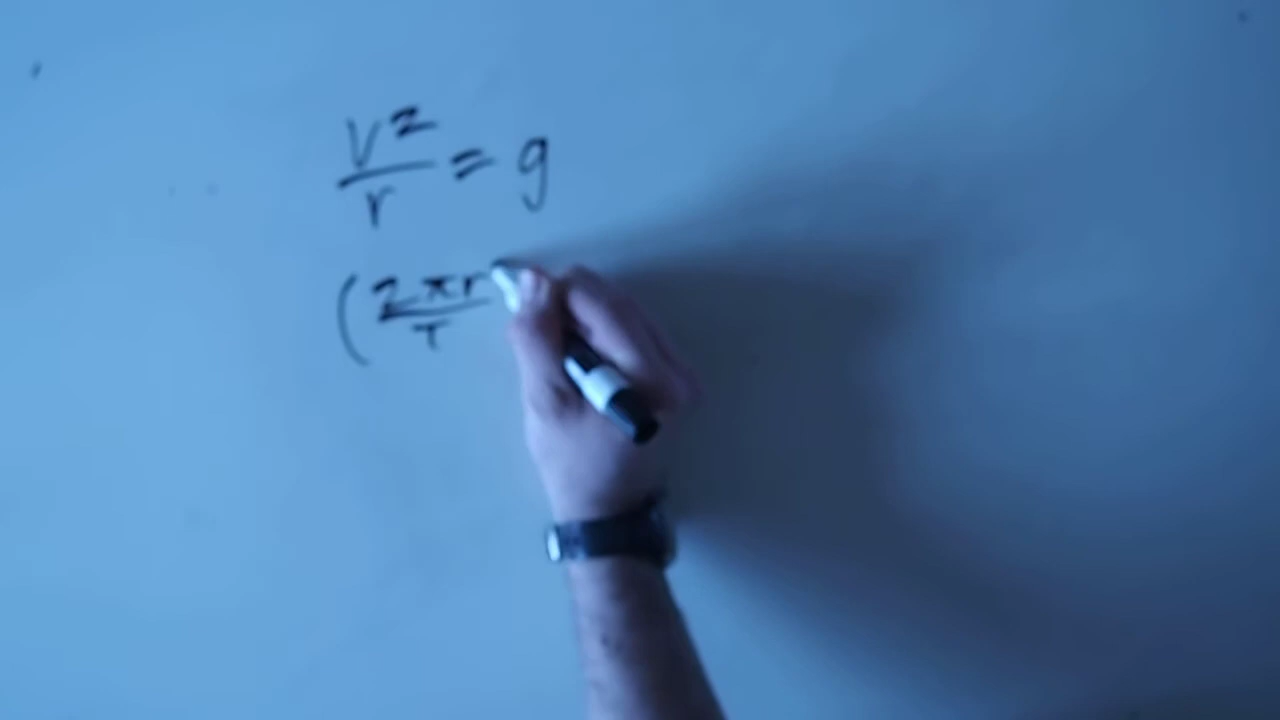 V²/r = g
(2πr/T